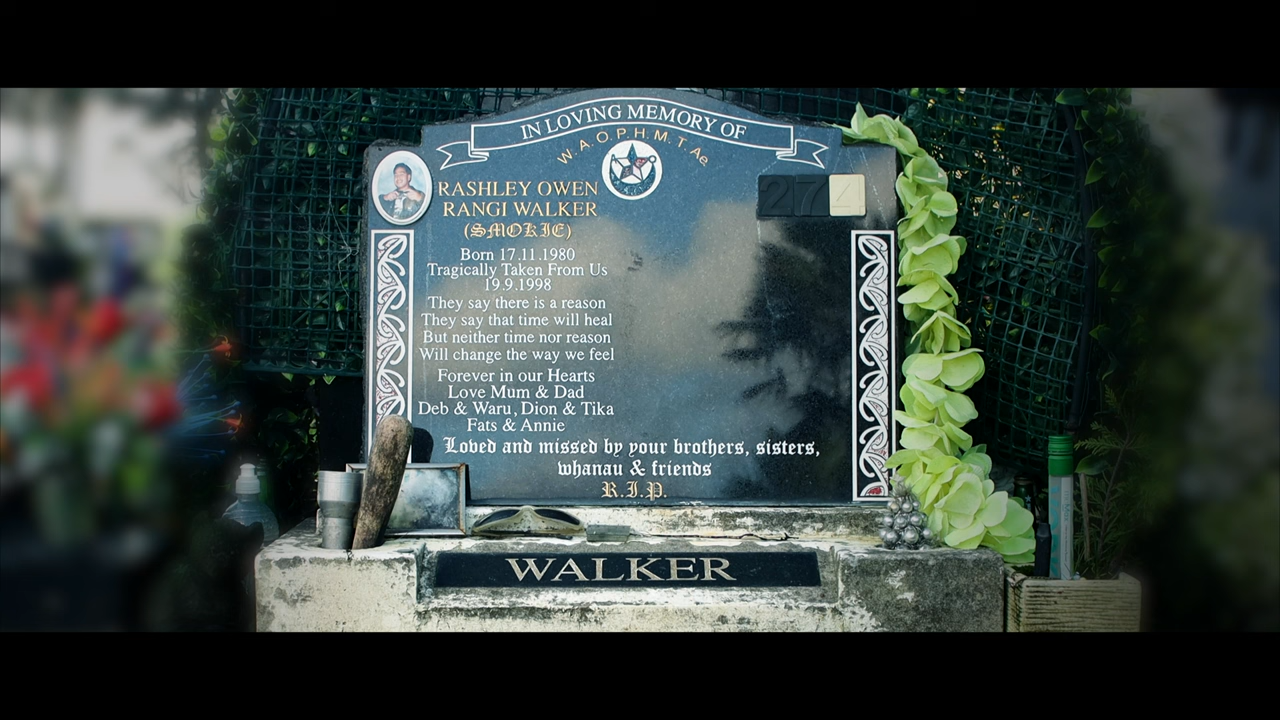 IN LOVING MEMORY OF
W.A.O.P.H.M.T.Ae
274
RASHLEY OWEN
RANGI WALKER
(SMOKIE)
Born 17.11.1980
Tragically Taken From Us
19.9.1998
They say there is a reason
They say that time will heal
But neither time nor reason
Will change the way we feel
Forever in our Hearts
Love Mum & Dad
Deb & Waru, Dion & Tika
Fats & Annie
Loved and missed by your brothers, sisters,
whanau & friends
R.I.P.
WALKER